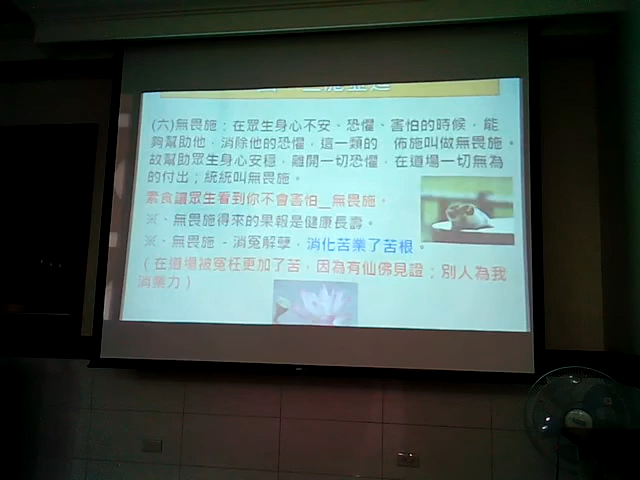 (六)無畏施：在眾生身心不安、恐懼、害怕的時候，能
夠幫助他，消除他的恐懼，這一類的 佈施叫做無畏施。
故幫助眾生身心安穩，離開一切恐懼，在道場一切無為
的付出；統統叫無畏施。
素食讓眾生看到你不會害怕__無畏施。
※、無畏施得來的果報是健康長壽。
※、無畏施－消冤解孽，消化苦業了苦根。
（在道場被冤枉更加了苦，因為有仙佛見證；別人為我
消業力）